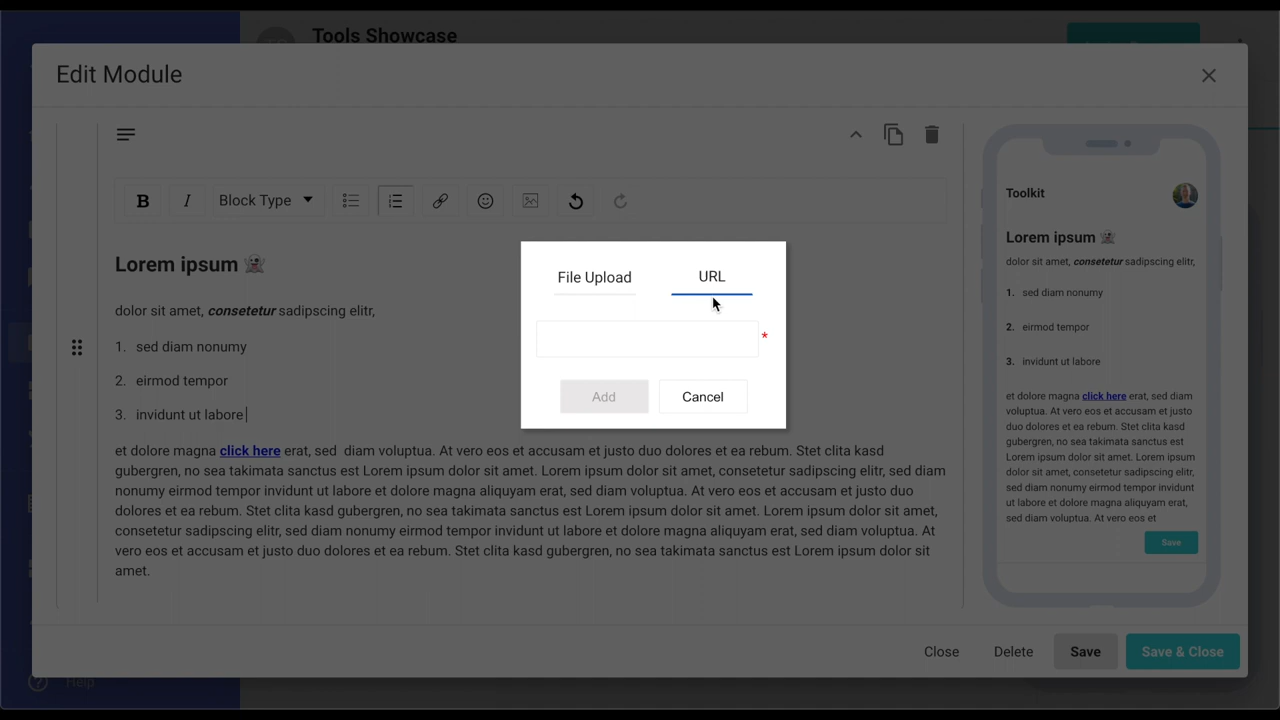 Tools Showcase
Edit Module
B I Block Type
Lorem ipsum 👻
dolor sit amet, consetetur sadipscing elitr,
1. sed diam nonumy
2. eirmod tempor
3. invidunt ut labore
et dolore magna click here erat, sed diam voluptua. At vero eos et accusam et justo duo dolores et ea rebum. Stet clita kasd
gubergren, no sea takimata sanctus est Lorem ipsum dolor sit amet. Lorem ipsum dolor sit amet, consetetur sadipscing elitr, sed diam
nonumy eirmod tempor invidunt ut labore et dolore magna aliquyam erat, sed diam voluptua. At vero eos et accusam et justo duo
dolores et ea rebum. Stet clita kasd gubergren, no sea takimata sanctus est Lorem ipsum dolor sit amet. Lorem ipsum dolor sit amet,
consetetur sadipscing elitr, sed diam nonumy eirmod tempor invidunt ut labore et dolore magna aliquyam erat, sed diam voluptua. At
vero eos et accusam et justo duo dolores et ea rebum. Stet clita kasd gubergren, no sea takimata sanctus est Lorem ipsum dolor sit
amet.
File Upload URL
*
Add Cancel
Toolkit
Lorem ipsum 👻
dolor sit amet, consetetur sadipscing elitr,
1. sed diam nonumy
2. eirmod tempor
3. invidunt ut labore
et dolore magna click here erat, sed diam
voluptua. At vero eos et accusam et justo
duo dolores et ea rebum. Stet clita kasd
gubergren, no sea takimata sanctus est
Lorem ipsum dolor sit amet. Lorem ipsum
dolor sit amet, consetetur sadipscing elitr,
sed diam nonumy eirmod tempor invidunt
ut labore et dolore magna aliquyam erat,
sed diam voluptua. At vero eos et
Save
Close Delete Save Save & Close
Help